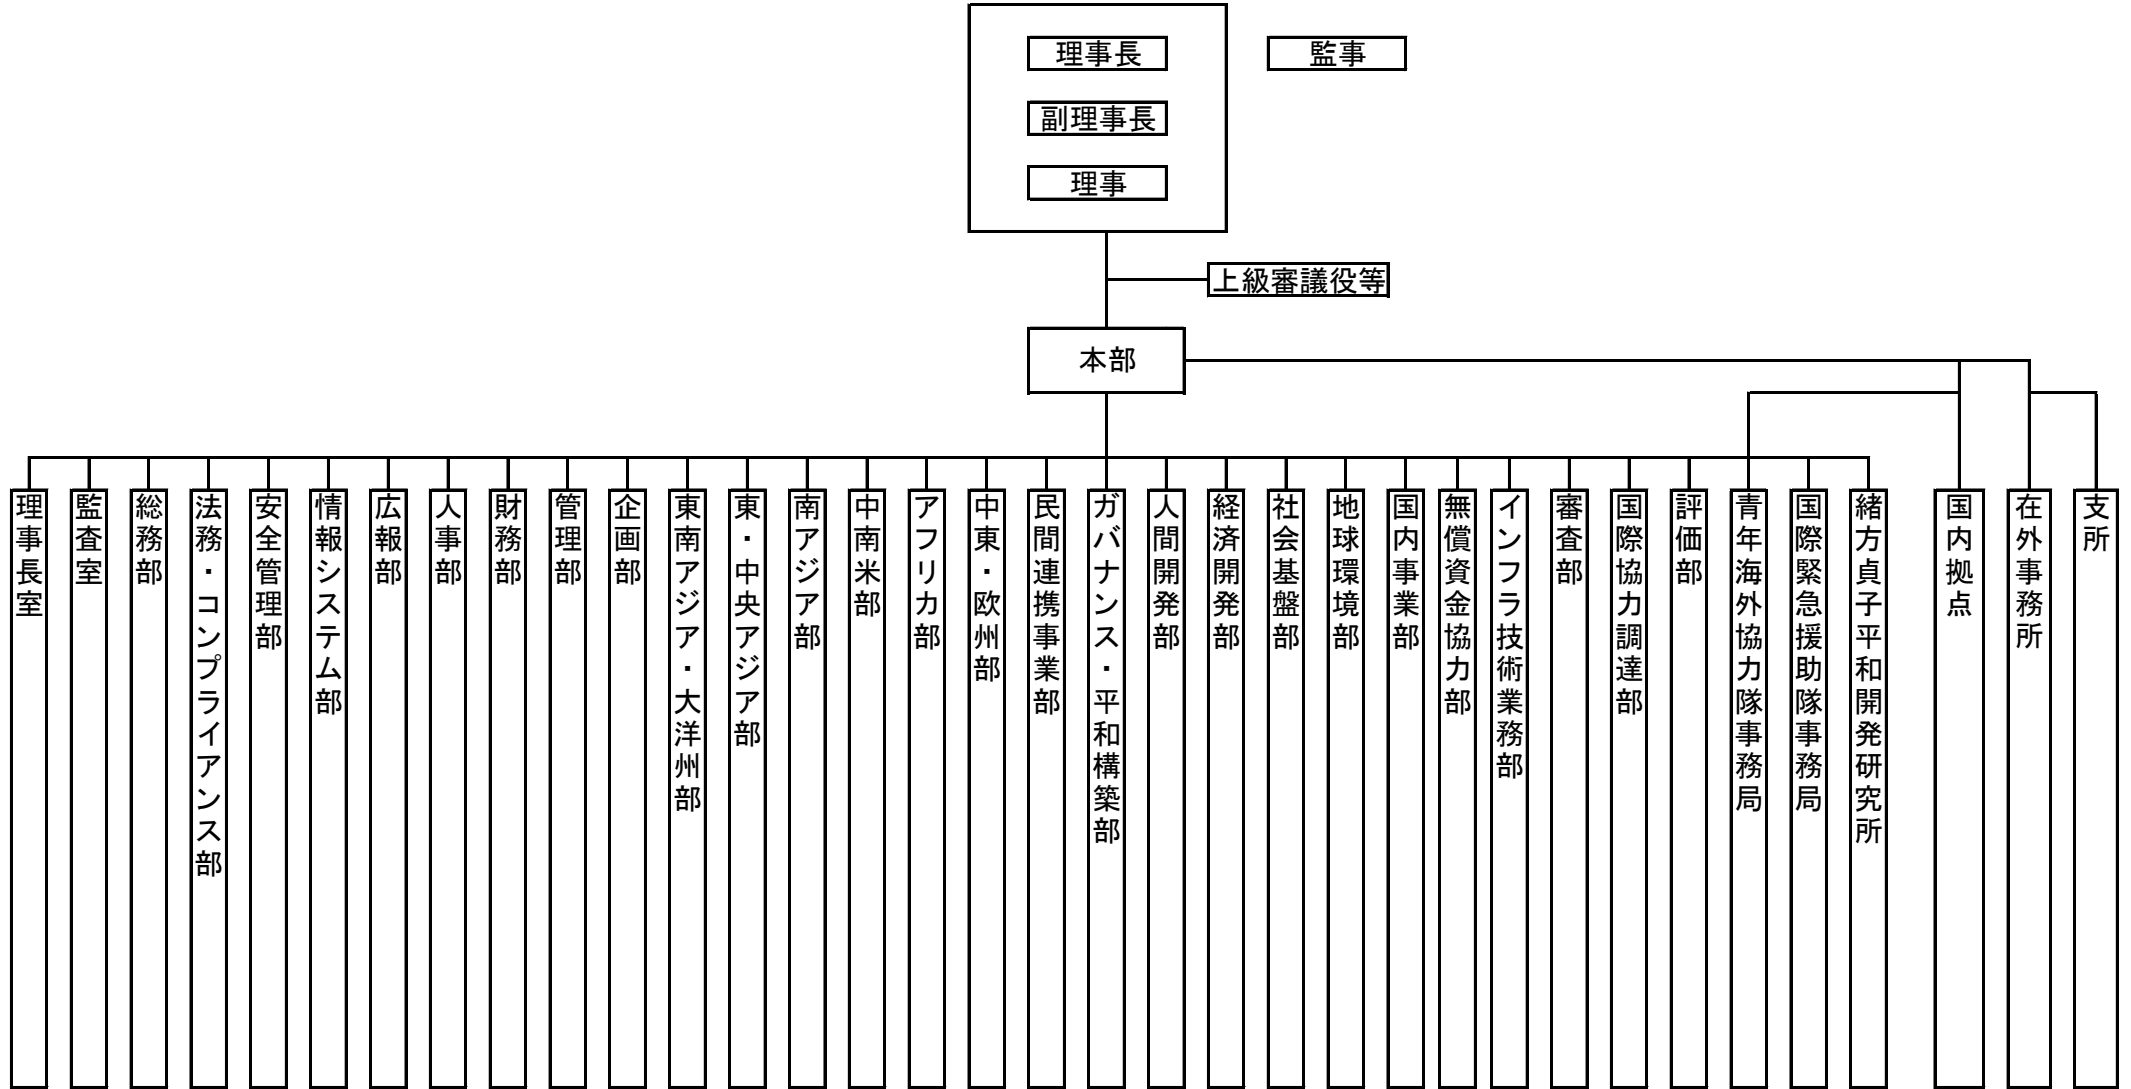 理事長
監事
副理事長
理事
上級審議役等
本部
理事長室
監査室
総務部
法務・コンプライアンス部
安全管理部
情報システム部
広報部
人事部
財務部
管理部
企画部
東南アジア・大洋州部
東・中央アジア部
南アジア部
中南米部
アフリカ部
中東・欧州部
民間連携事業部
ガバナンス・平和構築部
人間開発部
経済開発部
社会基盤部
地球環境部
国内事業部
無償資金協力部
インフラ技術業務部
審査部
国際協力調達部
評価部
青年海外協力隊事務局
国際緊急援助隊事務局
緒方貞子平和開発研究所
国内拠点
在外事務所
支所